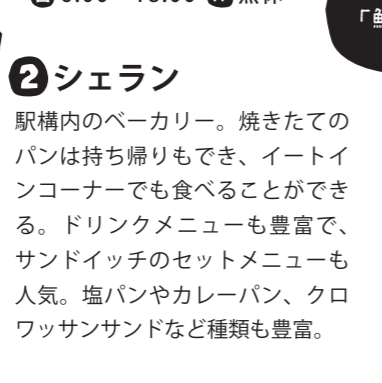 2 シェラン
駅構内のベーカリー。焼きたての
パンは持ち帰りもでき、イートイ
ンコーナーでも食べることができ
る。ドリンクメニューも豊富で、
サンドイッチのセットメニューも
人気。塩パンやカレーパン、クロ
ワッサンサンドなど種類も豊富。